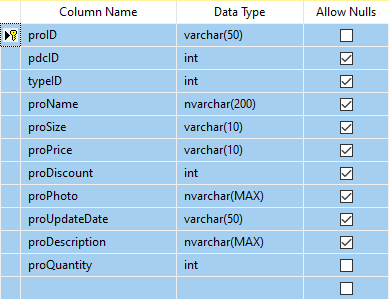 Column Name Data Type Allow Nulls
proID varchar(50)
pdcID int
typeID int
proName nvarchar(200)
proSize varchar(10)
proPrice varchar(10)
proDiscount int
proPhoto nvarchar(MAX)
proUpdateDate varchar(50)
proDescription nvarchar(MAX)
proQuantity int